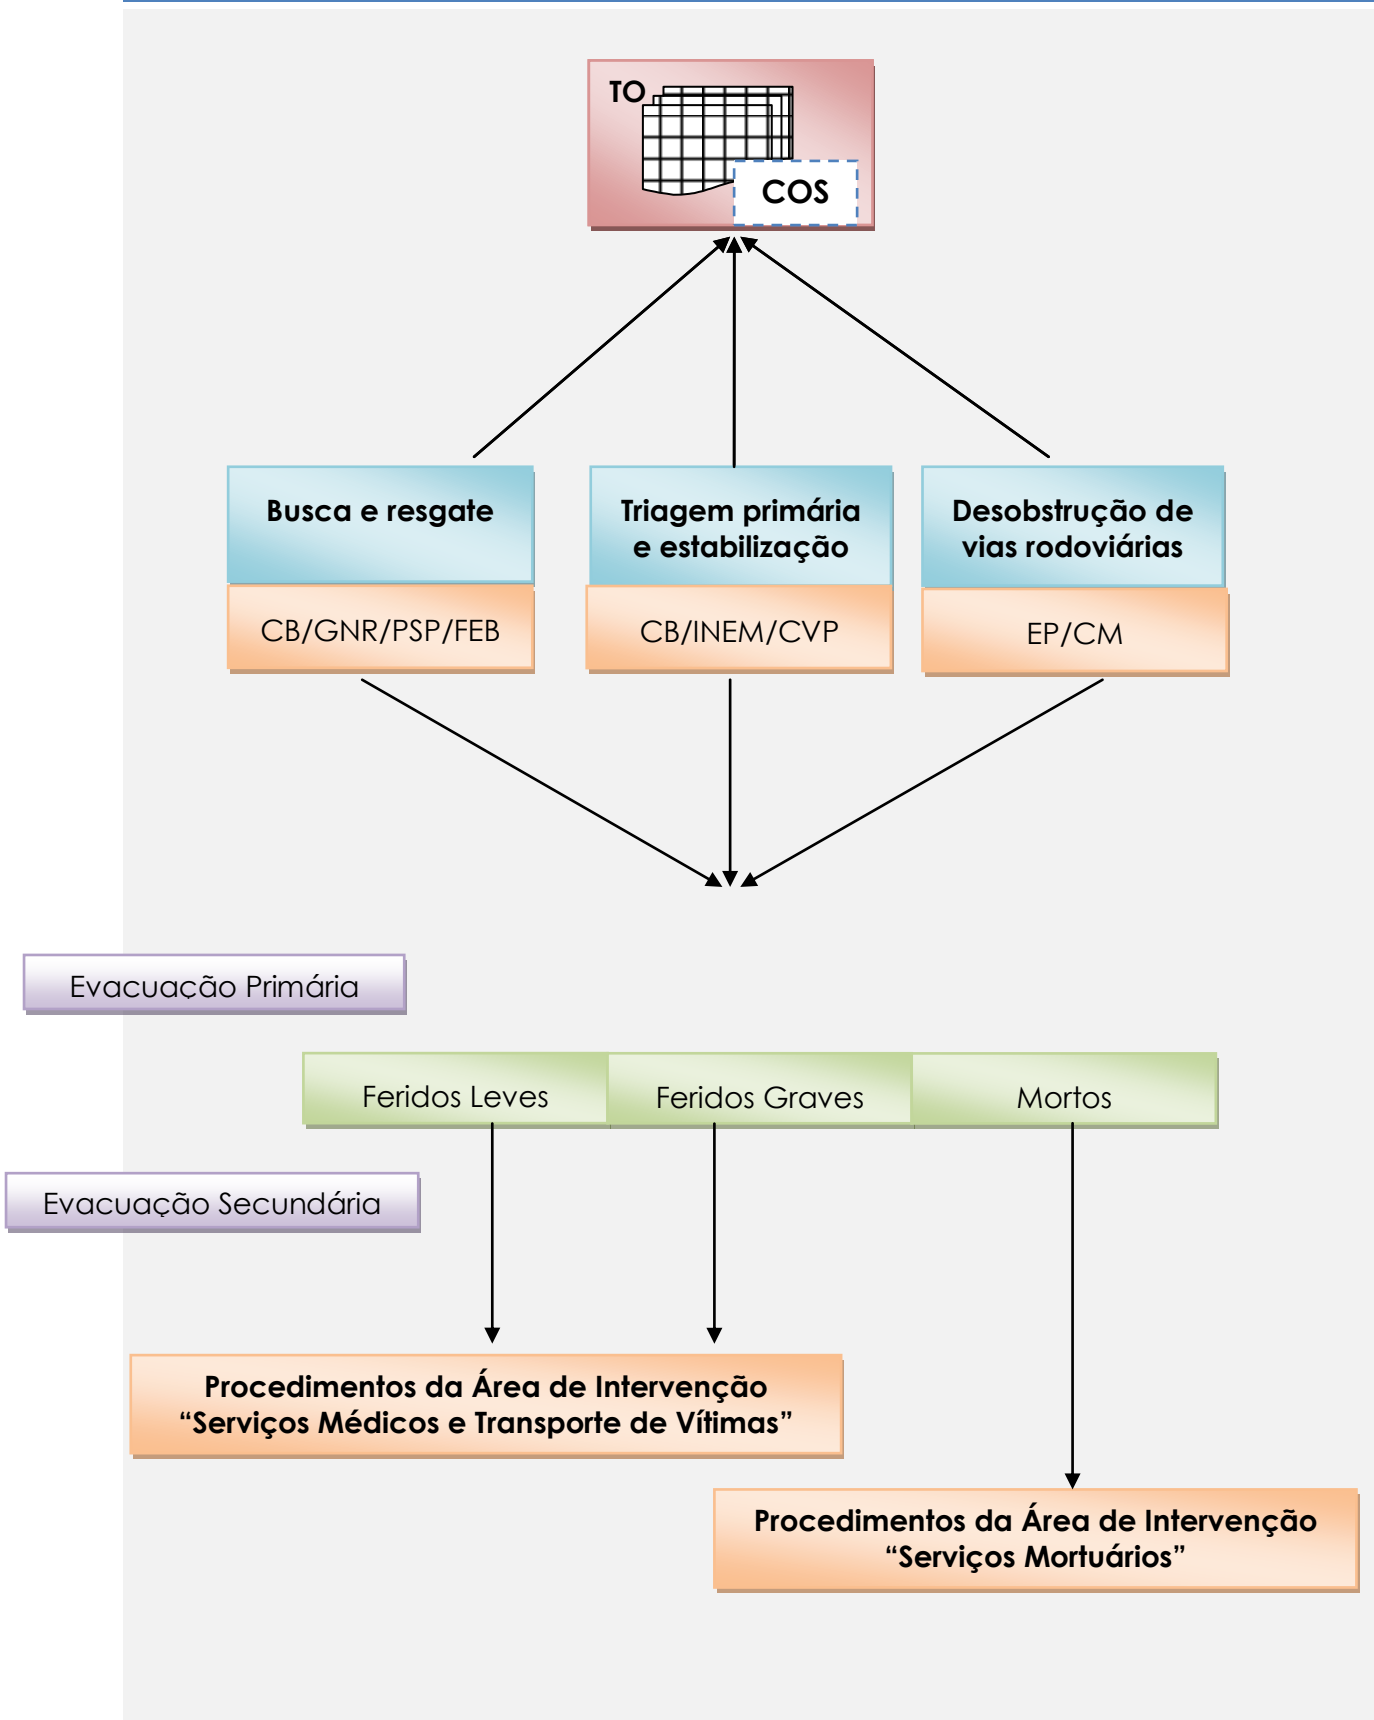 TO
COS
Busca e resgate
Triagem primária
e estabilização
Desobstrução de
vias rodoviárias
CB/GNR/PSP/FEB
CB/INEM/CVP
EP/CM
Evacuação Primária
Feridos Leves
Feridos Graves
Mortos
Evacuação Secundária
Procedimentos da Área de Intervenção
“Serviços Médicos e Transporte de Vítimas”
Procedimentos da Área de Intervenção
“Serviços Mortuários”